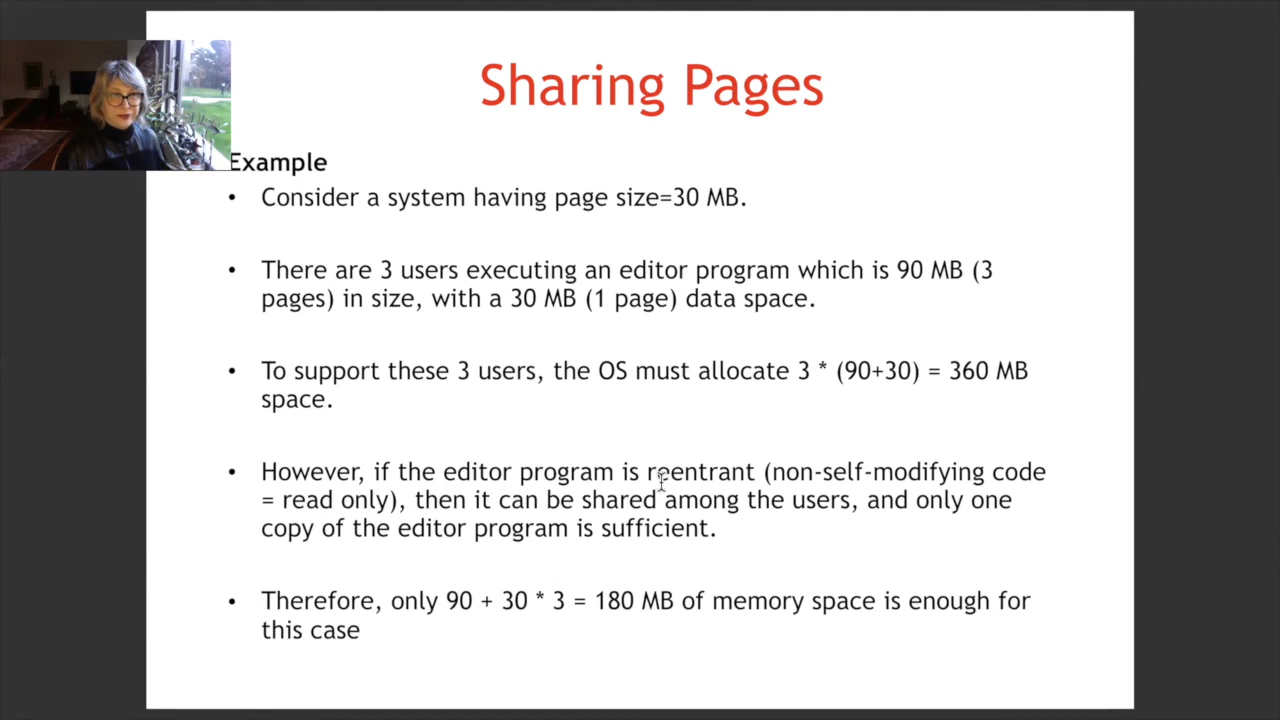 Sharing Pages
Example
• Consider a system having page size=30 MB.
• There are 3 users executing an editor program which is 90 MB (3
pages) in size, with a 30 MB (1 page) data space.
• To support these 3 users, the OS must allocate 3 * (90+30) = 360 MB
space.
• However, if the editor program is reentrant (non-self-modifying code
= read only), then it can be shared among the users, and only one
copy of the editor program is sufficient.
• Therefore, only 90 + 30 * 3 = 180 MB of memory space is enough for
this case